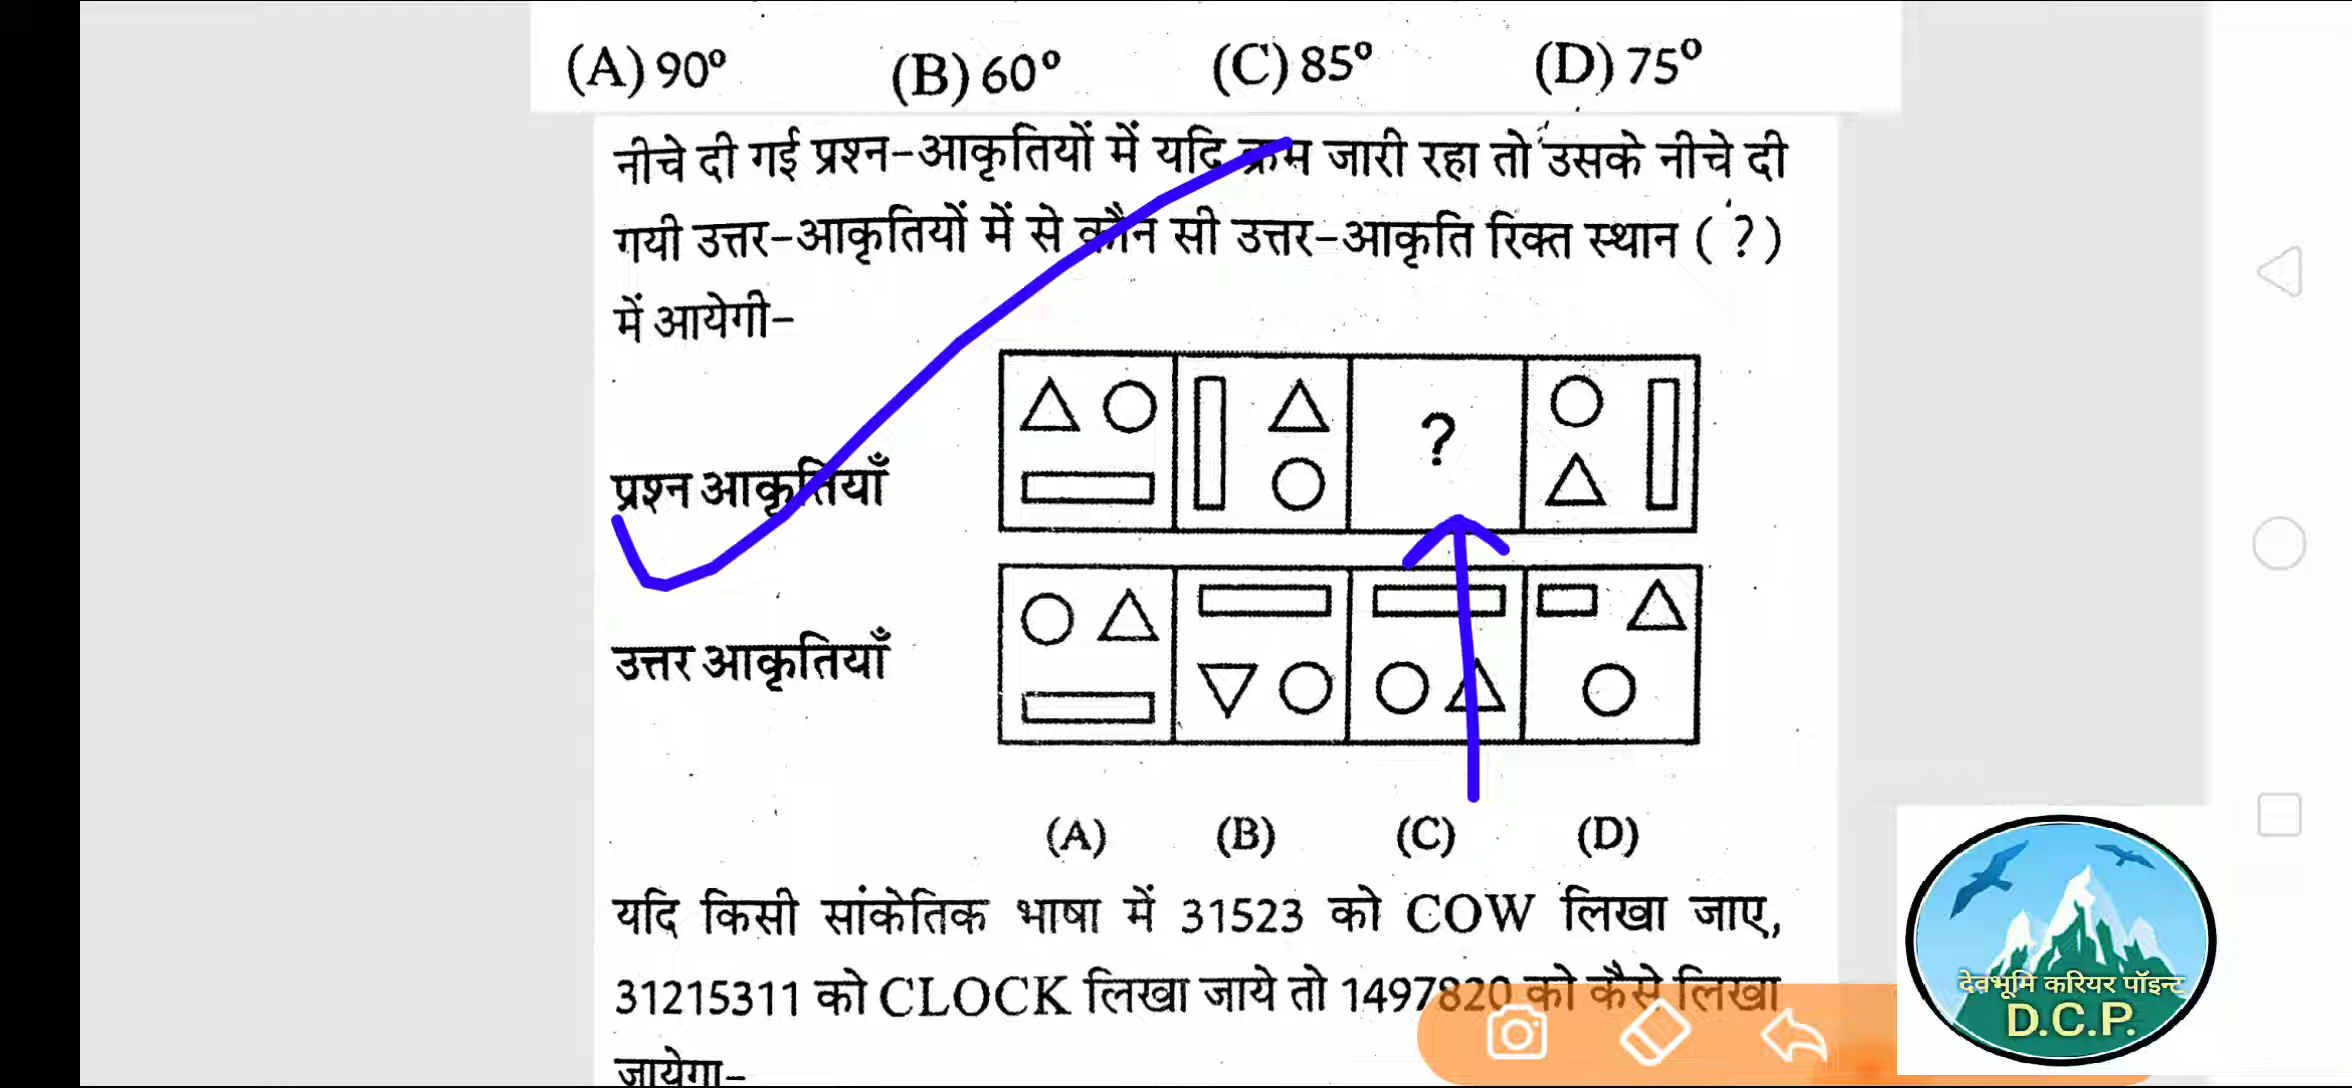 (A) 90° (B) 60° (C) 85° (D) 75°
नीचे दी गई प्रश्न-आकृतियों में यदि क्रम जारी रहा तो उसके नीचे दी
गयी उत्तर-आकृतियों में से कौन सी उत्तर-आकृति रिक्त स्थान ( ? )
में आयेगी-
?
प्रश्न आकृतियाँ
उत्तर आकृतियाँ
(A) (B) (C) (D)
यदि किसी सांकेतिक भाषा में 31523 को COW लिखा जाए,
31215311 को CLOCK लिखा जाये तो 1497820 को कैसे लिखा
जायेगा-
देवभूमि करियर पॉइन्ट
D.C.P.